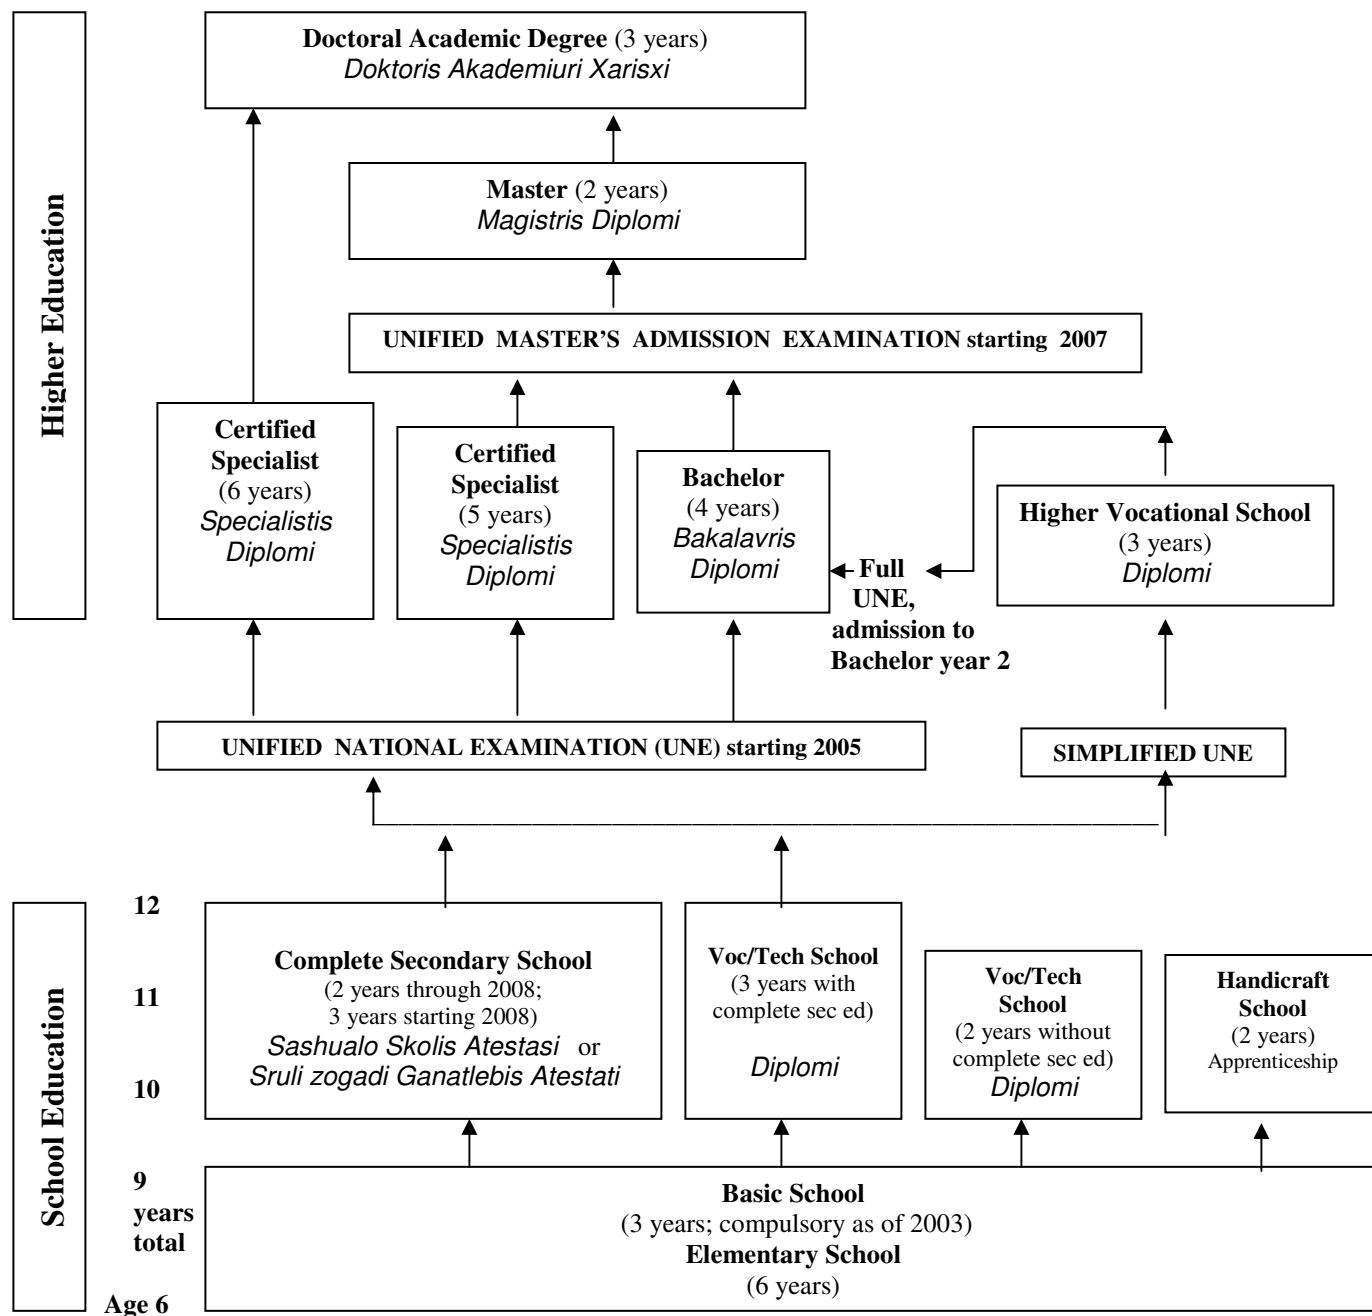 Higher Education
Doctoral Academic Degree (3 years)
Doktoris Akademiuri Xarisxi
Master (2 years)
Magistris Diplomi
UNIFIED MASTER'S ADMISSION EXAMINATION starting 2007
Certified
Specialist
(6 years)
Specialistis
Diplomi
Certified
Specialist
(5 years)
Specialistis
Diplomi
Bachelor
(4 years)
Bakalavris
Diplomi
Full
UNE,
admission to
Bachelor year 2
Higher Vocational School
(3 years)
Diplomi
UNIFIED NATIONAL EXAMINATION (UNE) starting 2005
SIMPLIFIED UNE
School Education
12
11
10
9
years
total
Age 6
Complete Secondary School
(2 years through 2008;
3 years starting 2008)
Sashualo Skolis Atestasi or
Sruli zogadi Ganatlebis Atestati
Voc/Tech School
(3 years with
complete sec ed)
Diplomi
Voc/Tech
School
(2 years without
complete sec ed)
Diplomi
Handicraft
School
(2 years)
Apprenticeship
Basic School
(3 years; compulsory as of 2003)
Elementary School
(6 years)